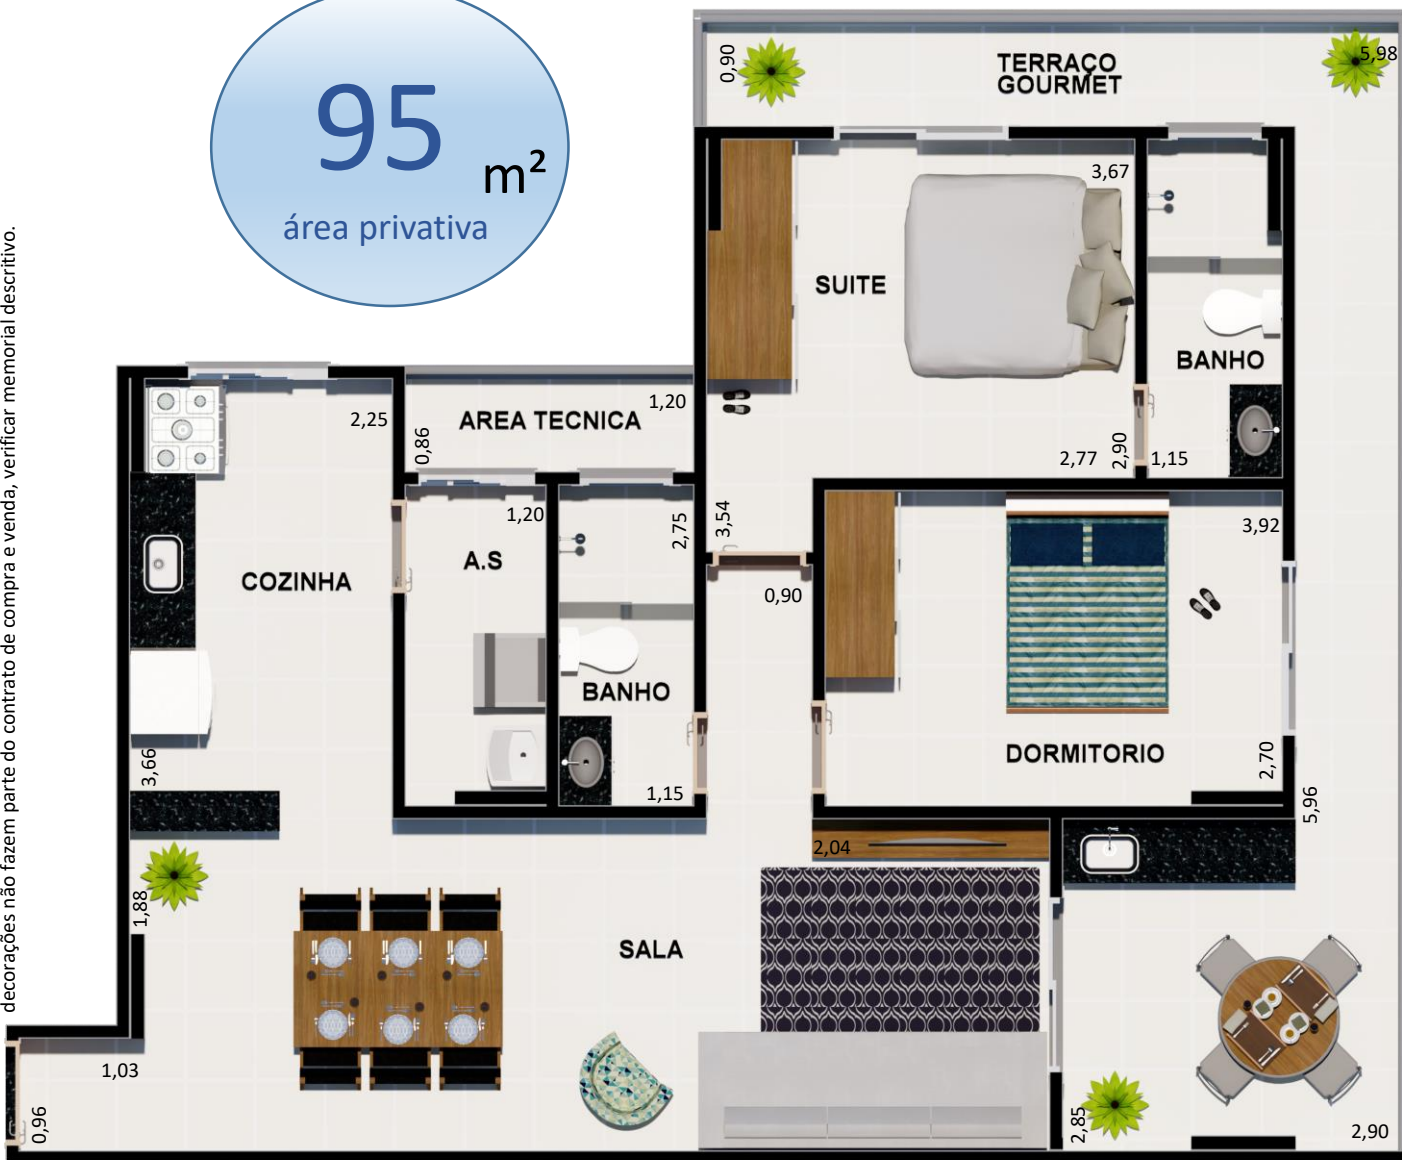 95
m²
área privativa
decorações não fazem parte do contrato de compra e venda, verificar memorial descritivo.
0,90
TERRAÇO
GOURMET
5,98
3,67
SUITE
BANHO
2,77
2,90
1,15
3,54
2,25
AREA TECNICA
1,20
0,86
1,20
2,75
A.S
COZINHA
BANHO
1,15
3,66
0,90
3,92
DORMITORIO
2,70
5,96
2,04
1,88
SALA
1,03
0,96
2,85
2,90